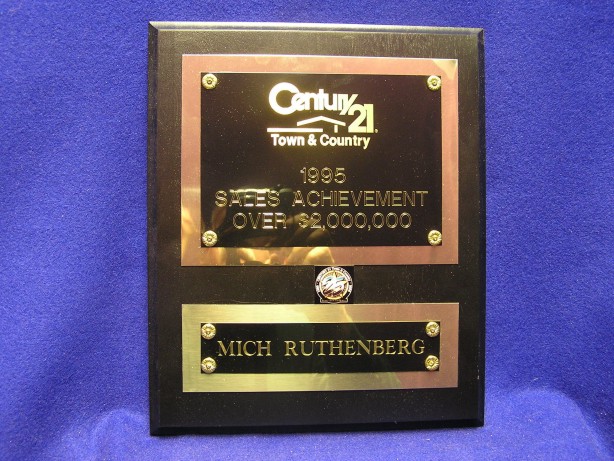 Century 21®
Town & Country
1995
SALES ACHIEVEMENT
OVER $2,000,000
MICH RUTHENBERG